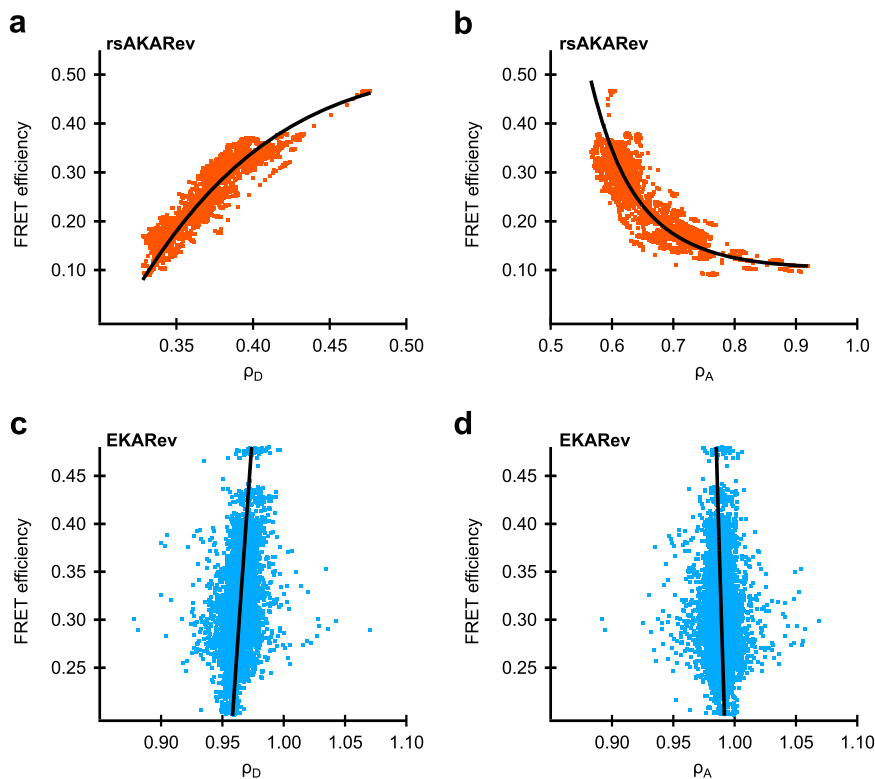 a
rsAKARev
FRET efficiency
0.50
0.40
0.30
0.20
0.10
0.35 0.40 0.45 0.50
ρD
b
rsAKARev
FRET efficiency
0.50
0.40
0.30
0.20
0.10
0.5 0.6 0.7 0.8 0.9 1.0
ρA
c
EKARev
FRET efficiency
0.45
0.40
0.35
0.30
0.25
0.90 0.95 1.00 1.05 1.10
ρD
d
EKARev
FRET efficiency
0.45
0.40
0.35
0.30
0.25
0.90 0.95 1.00 1.05 1.10
ρA